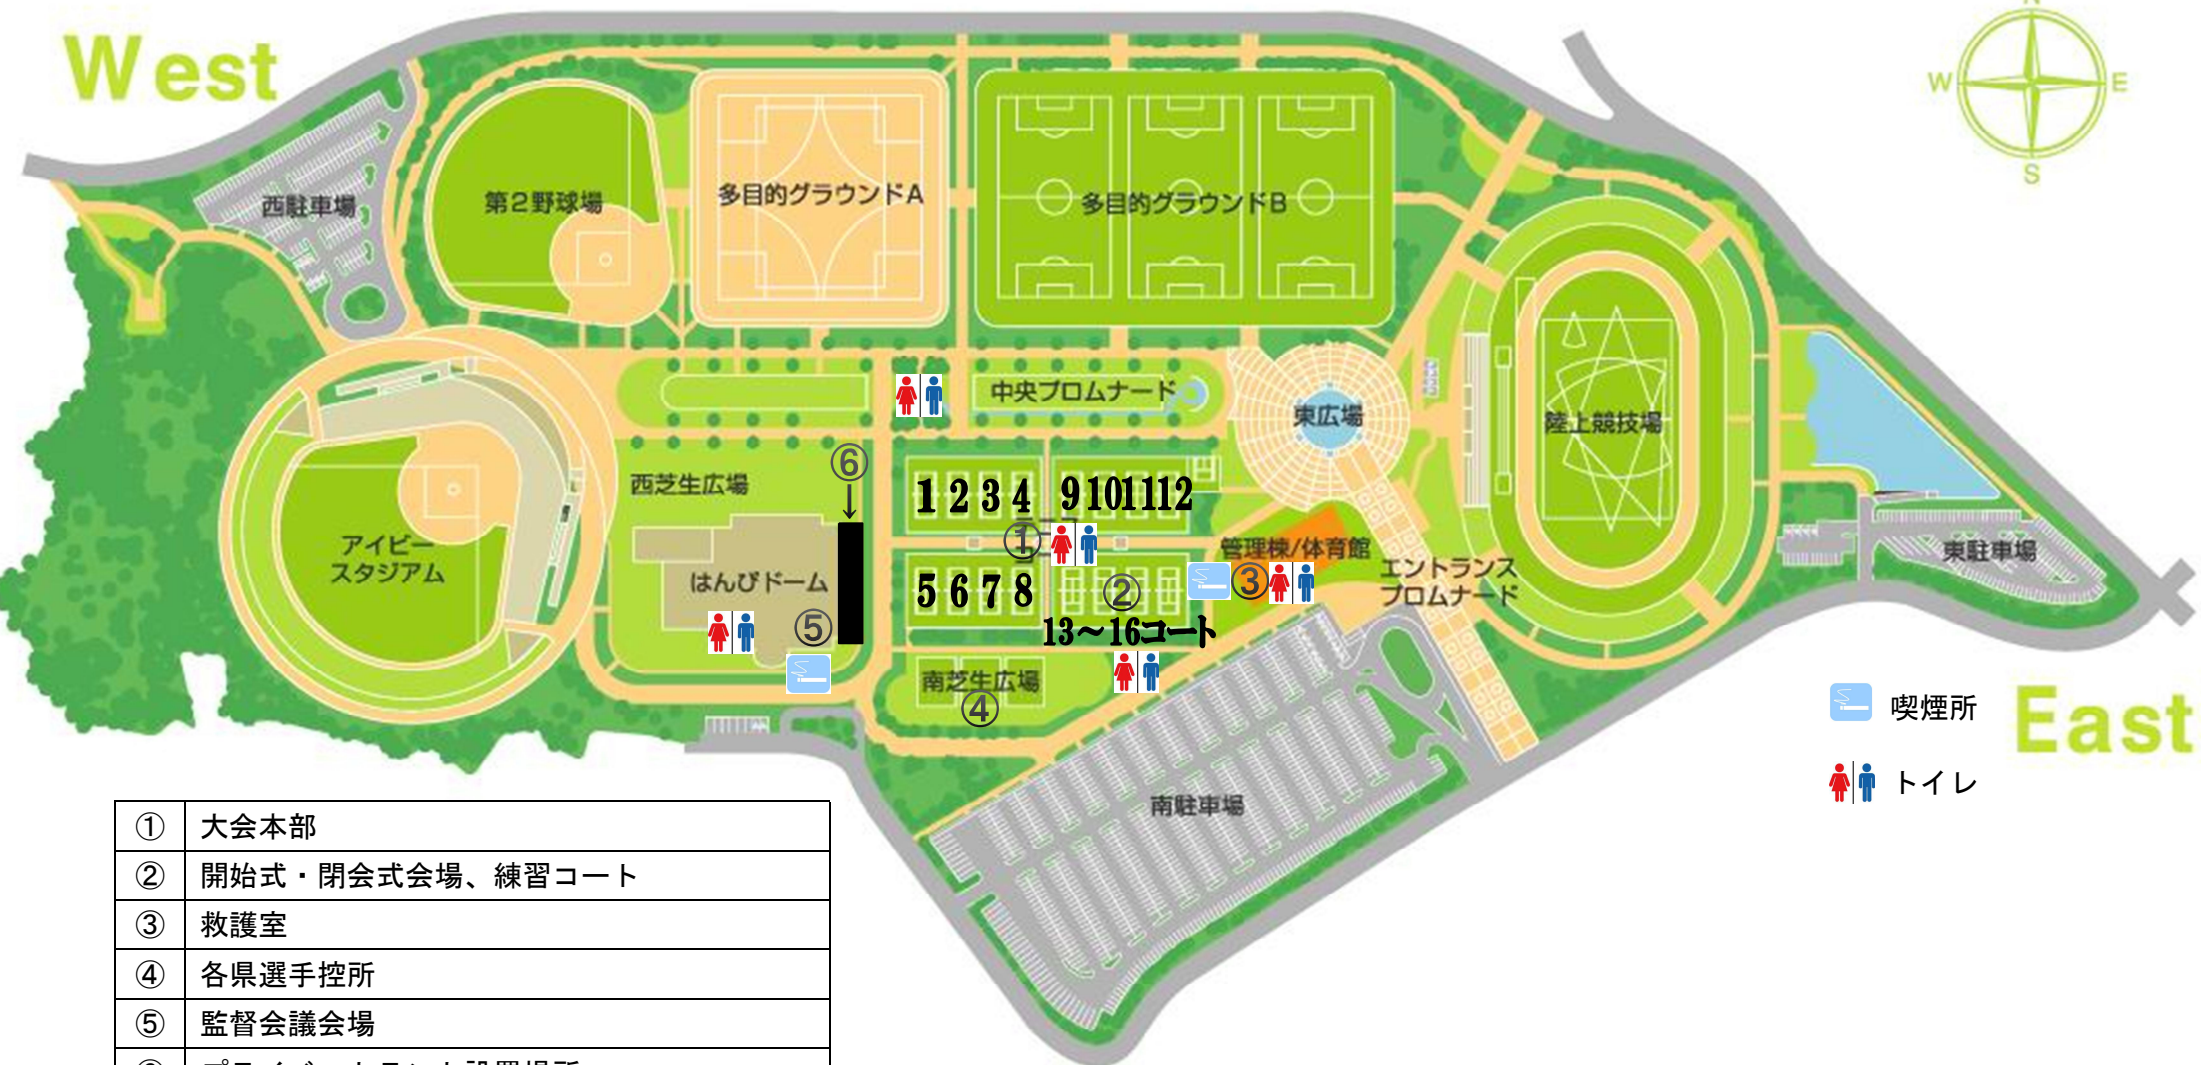 West
N
W
E
S
西駐車場
第2野球場
多目的グラウンドA
多目的グラウンドB
中央プロムナード
東広場
陸上競技場
⑥
↓
西芝生広場
1 2 3 4
9 10 11 12
①
アイビー
スタジアム
はんびドーム
管理棟/体育館
③
エントランス
プロムナード
東駐車場
5 6 7 8
②
⑤
13～16コート
南芝生広場
④
南駐車場
喫煙所
East
トイレ
① 大会本部
② 開始式・閉会式会場、練習コート
③ 救護室
④ 各県選手控所
⑤ 監督会議会場